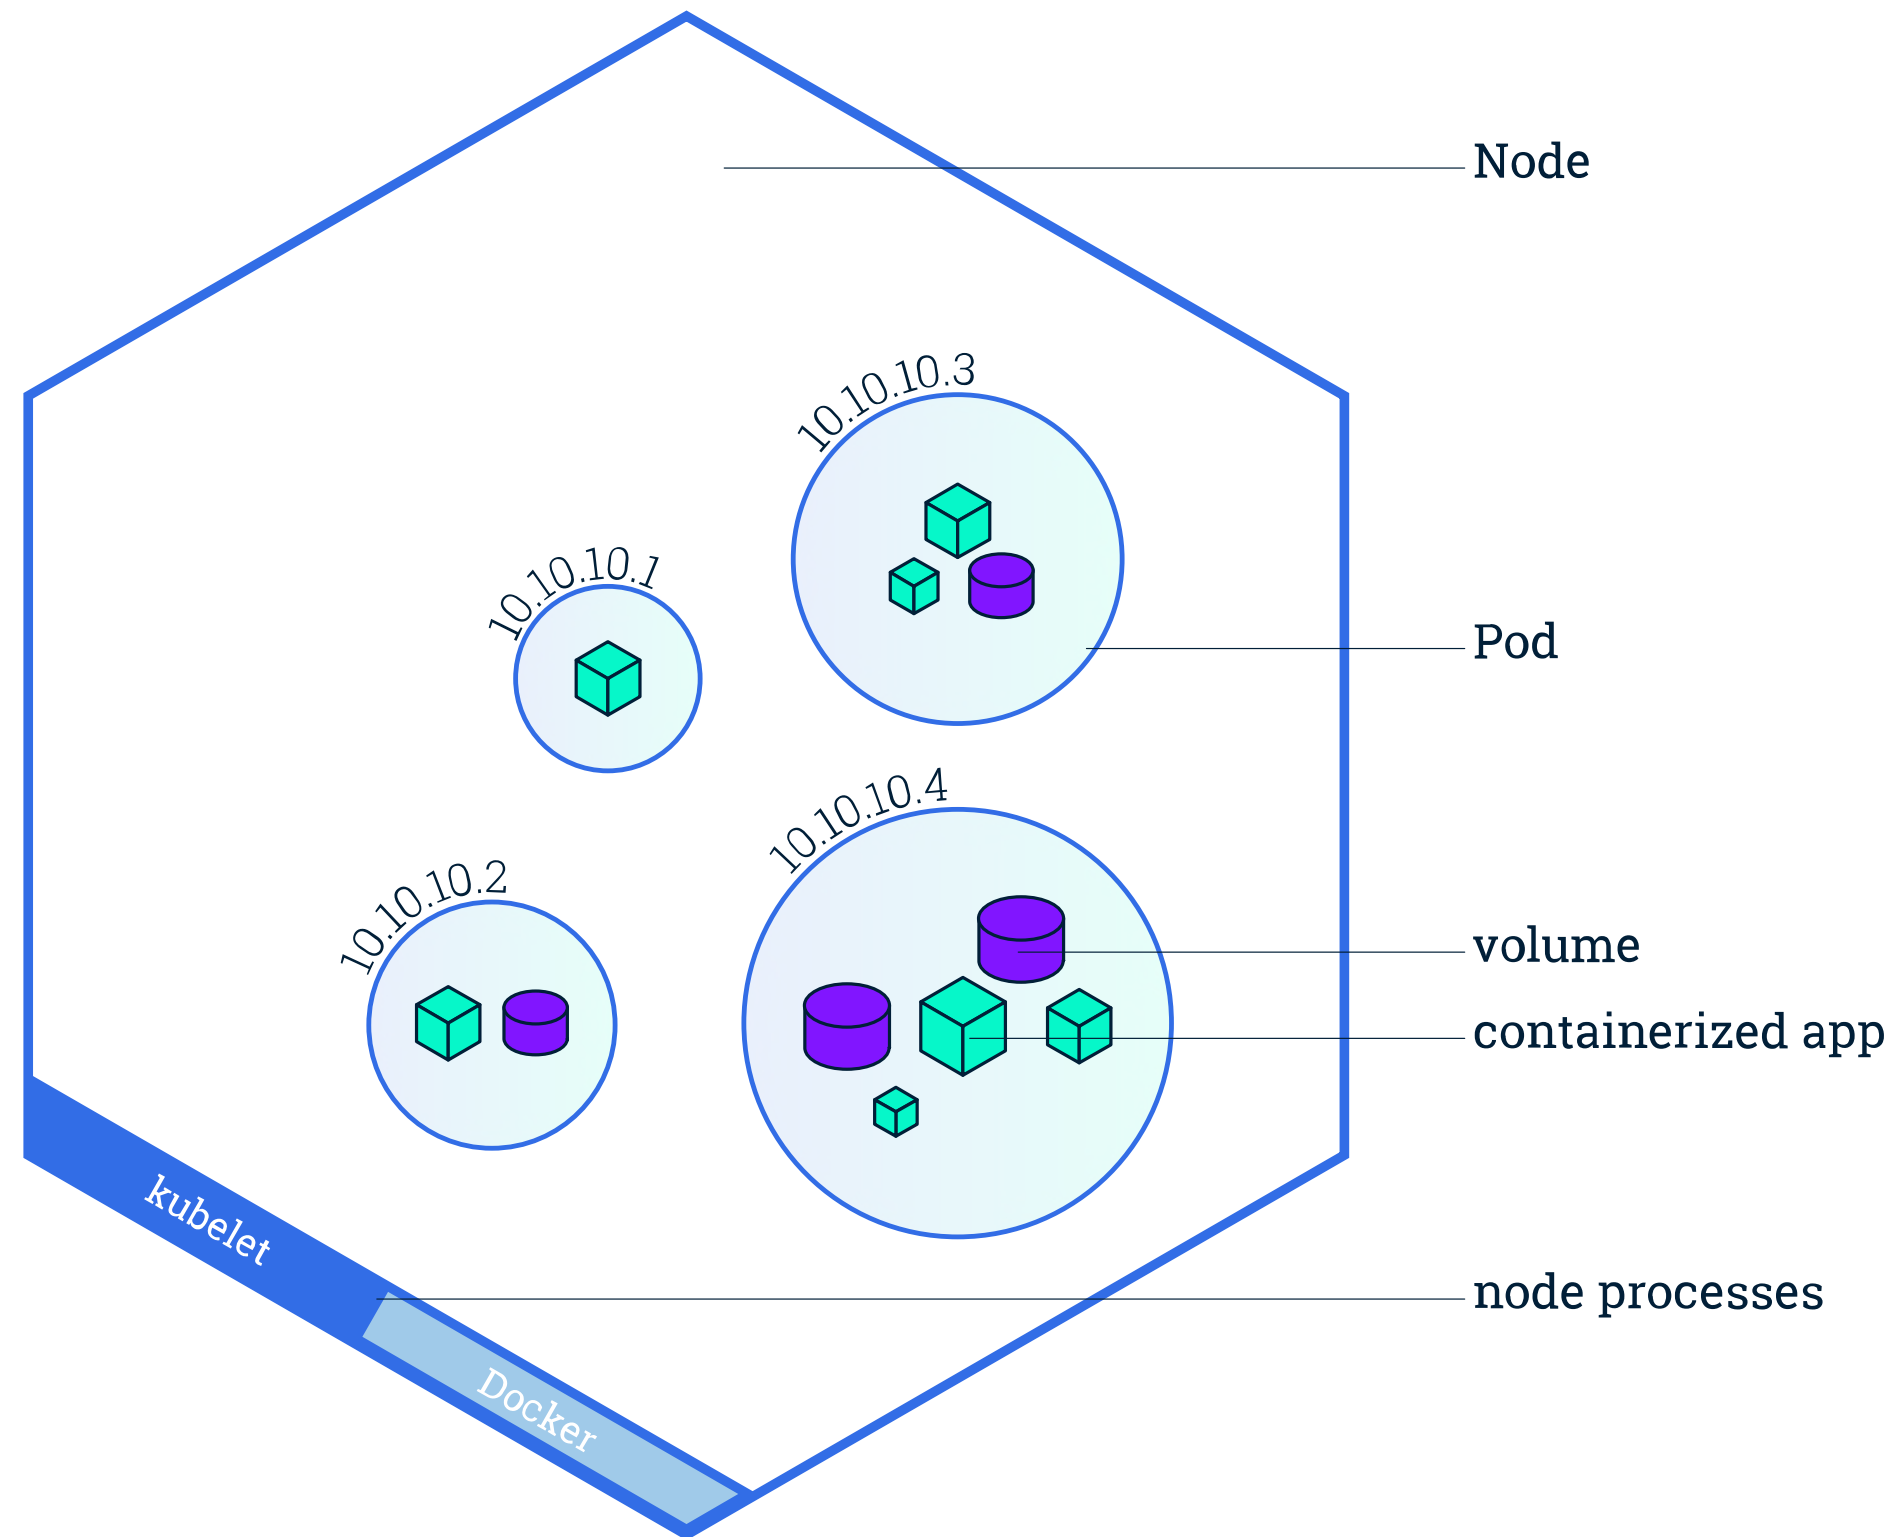 Node
10.10.10.3
10.10.10.1
Pod
10.10.10.4
10.10.10.2
volume
containerized app
kubelet
node processes
Docker